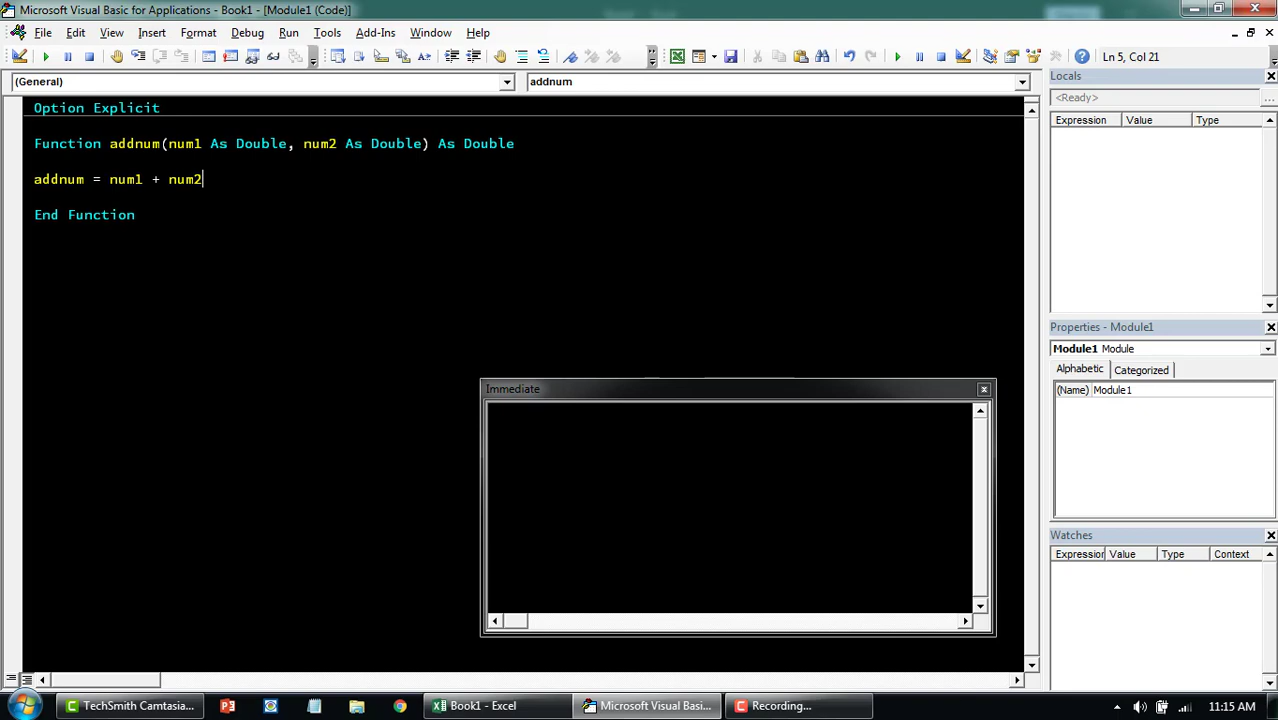 Microsoft Visual Basic for Applications - Book1 - [Module1 (Code)]
File Edit View Insert Format Debug Run Tools Add-Ins Window Help
Ln 5, Col 21
(General)
addnum
Option Explicit
Function addnum(num1 As Double, num2 As Double) As Double
addnum = num1 + num2
End Function
Immediate
Locals
<Ready>
...
Expression Value Type
Properties - Module1
Module1 Module
Alphabetic Categorized
(Name) Module1
Watches
Expression Value Type Context
TechSmith Camtasia...
Book1 - Excel
Microsoft Visual Basi...
Recording...
11:15 AM